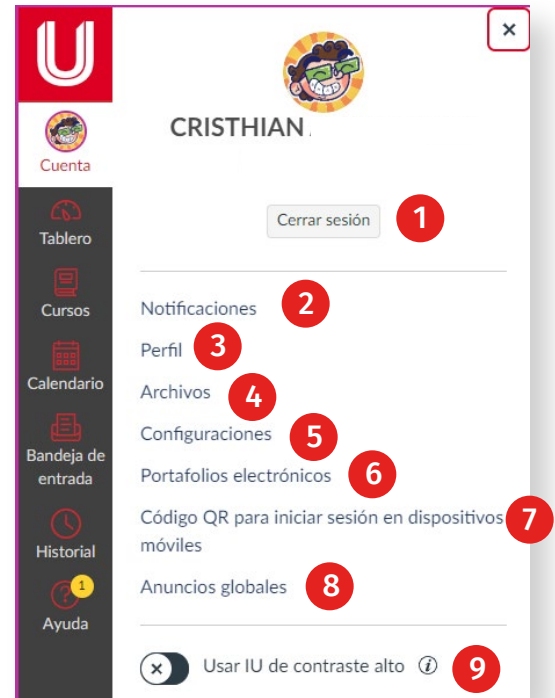 U
×
CRISTHIAN
Cuenta
Cerrar sesión
1
Tablero
Notificaciones
2
Cursos
Perfil
3
Calendario
Archivos
4
Configuraciones
5
Bandeja de
entrada
Portafolios electrónicos
6
Código QR para iniciar sesión en dispositivos
móviles
7
Historial
Anuncios globales
8
1
Ayuda
Usar IU de contraste alto
9